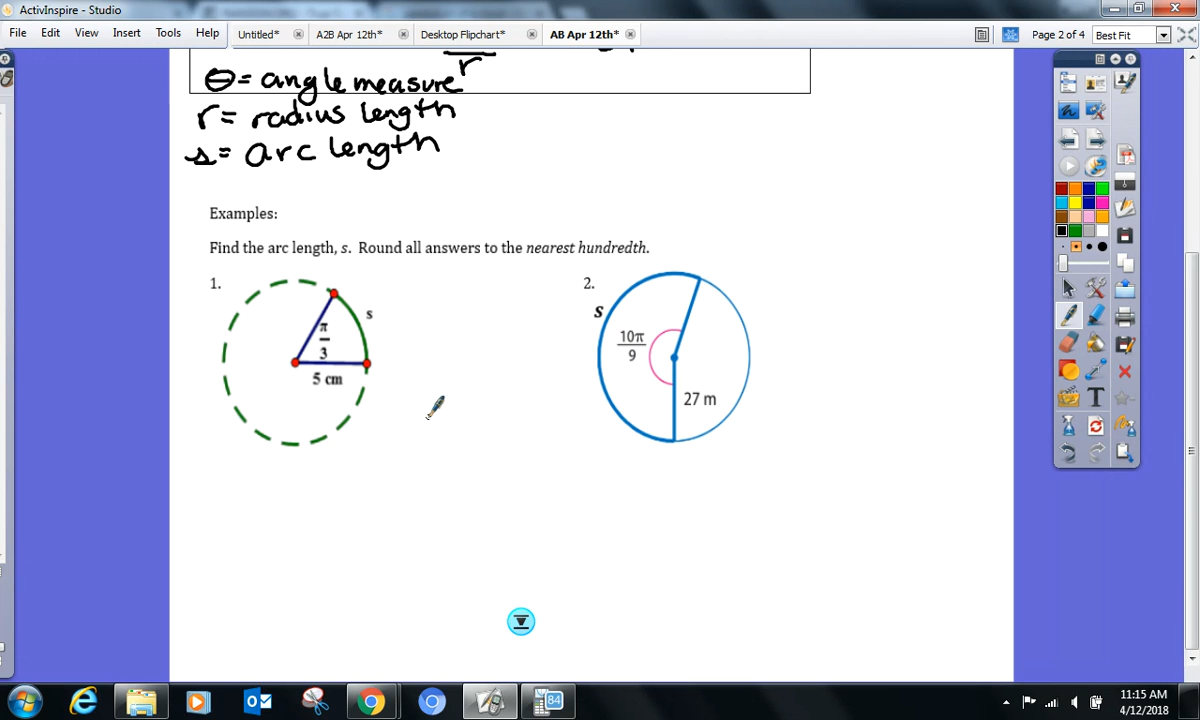 ActivInspire - Studio
File Edit View Insert Tools Help
Untitled* A2B Apr 12th* Desktop Flipchart* AB Apr 12th*
Page 2 of 4 Best Fit
r
θ = angle measure
r = radius length
s = arc length
Examples:
Find the arc length, s. Round all answers to the nearest hundredth.
1.
s
π
3
5 cm
2.
s
10π
9
27 m
84
11:15 AM
4/12/2018